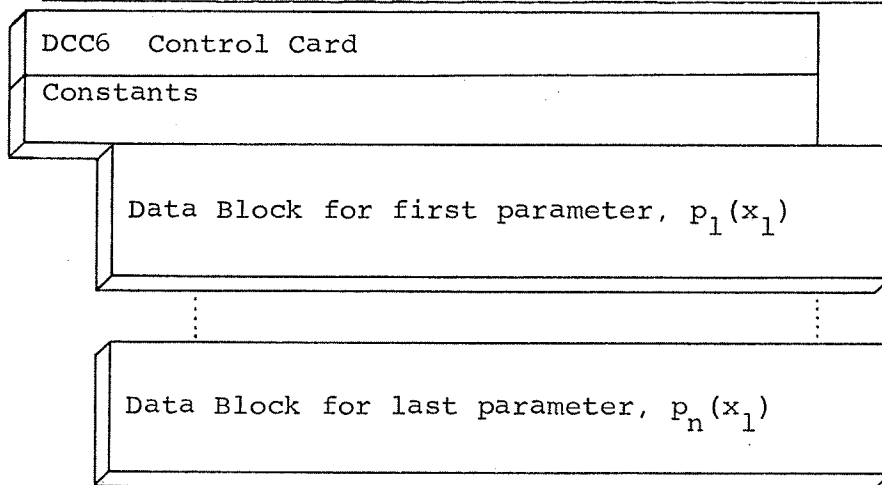 DCC6 Control Card
Constants
Data Block for first parameter, p₁(x₁)
Data Block for last parameter, pₙ(x₁)